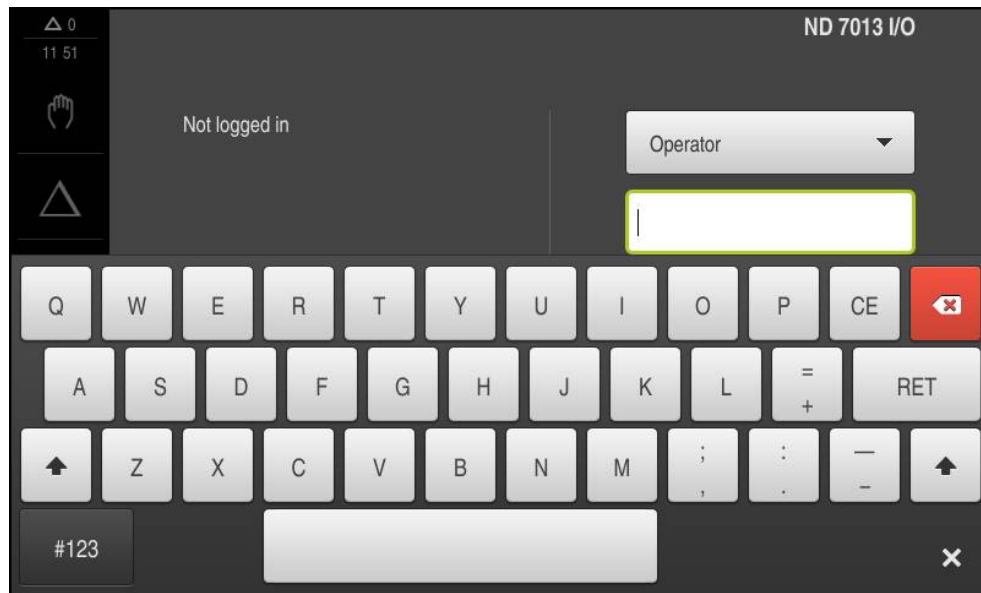 0
ND 7013 I/O
11 51
Not logged in
Operator
Q W E R T Y U I O P CE
A S D F G H J K L = + RET
Z X C V B N M ; , : . — –
#123